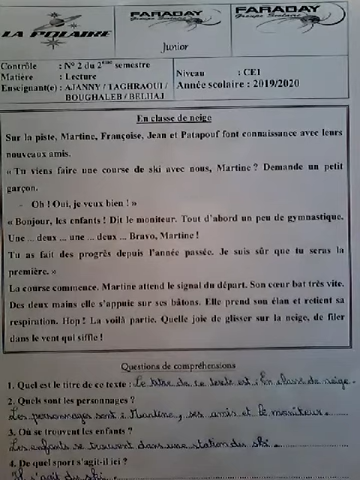 LA POLAIRE
FARADAY
Groupe Scolaire
FARADAY
Groupe Scolaire
Junior
Contrôle : N° 2 du 2ème semestre
Matière : Lecture
Enseignant(e) : AJANNY / TAGHRAOUI /
BOUGHALEB / BELHAJ
Niveau : CE1
Année scolaire : 2019/2020
En classe de neige
Sur la piste, Martine, Françoise, Jean et Patapouf font connaissance avec leurs
nouveaux amis.
« Tu viens faire une course de ski avec nous, Martine ? Demande un petit
garçon.
- Oh ! Oui, je veux bien ! »
« Bonjour, les enfants ! Dit le moniteur. Tout d'abord un peu de gymnastique.
Une ... deux ... une ... deux ... Bravo, Martine !
Tu as fait des progrès depuis l'année passée. Je suis sûr que tu seras la
première. »
La course commence. Martine attend le signal du départ. Son cœur bat très vite.
Des deux mains elle s'appuie sur ses bâtons. Elle prend son élan et retient sa
respiration. Hop ! La voilà partie. Quelle joie de glisser sur la neige, de filer
dans le vent qui siffle !
Questions de compréhensions
1. Quel est le titre de ce texte : Le titre de ce texte est : En classe de neige.
2. Quels sont les personnages ?
Les personnages sont : Martine, ses amis et le moniteur.
3. Où se trouvent les enfants ?
Les enfants se trouvent dans une station du ski.
4. De quel sport s'agit-il ici ?
Il s'agit du ski.